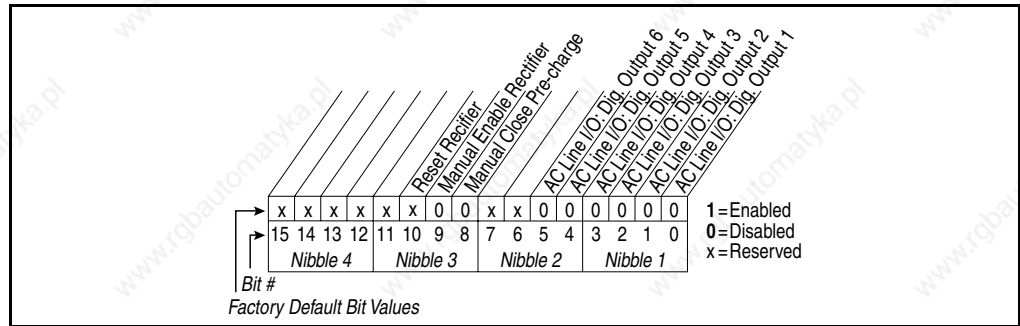 Reset Rectifier
Manual Enable Rectifier
Manual Close Pre-charge
AC Line I/O: Dig. Output 6
AC Line I/O: Dig. Output 5
AC Line I/O: Dig. Output 4
AC Line I/O: Dig. Output 3
AC Line I/O: Dig. Output 2
AC Line I/O: Dig. Output 1
x x x x x x 0 0 x x 0 0 0 0 0 0
15 14 13 12 11 10 9 8 7 6 5 4 3 2 1 0
Nibble 4 Nibble 3 Nibble 2 Nibble 1
1=Enabled
0=Disabled
x=Reserved
Bit #
Factory Default Bit Values
www.rgbautomatyka.pl